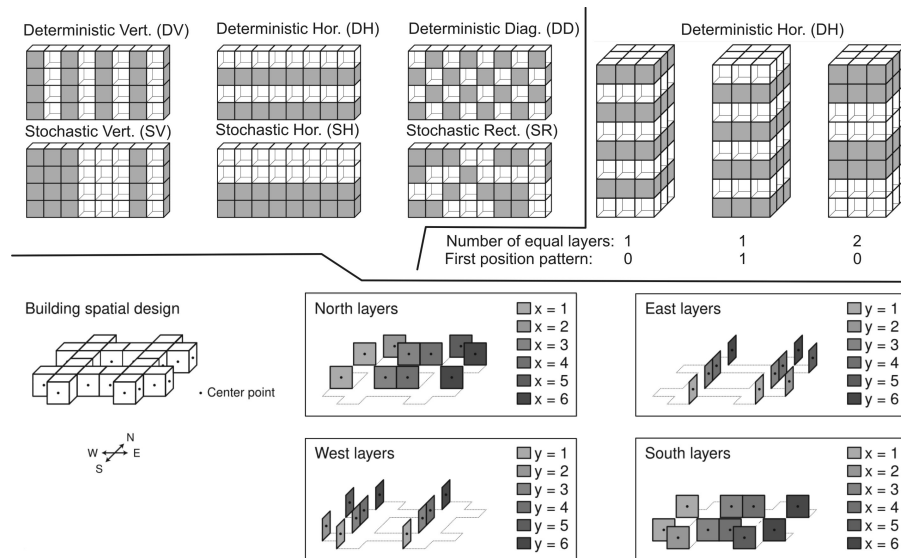 Deterministic Vert. (DV)
Deterministic Hor. (DH)
Deterministic Diag. (DD)
Stochastic Vert. (SV)
Stochastic Hor. (SH)
Stochastic Rect. (SR)
Deterministic Hor. (DH)
Number of equal layers: 1 1 2
First position pattern: 0 1 0
Building spatial design
• Center point
N
W E
S
North layers
x = 1
x = 2
x = 3
x = 4
x = 5
x = 6
East layers
y = 1
y = 2
y = 3
y = 4
y = 5
y = 6
West layers
y = 1
y = 2
y = 3
y = 4
y = 5
y = 6
South layers
x = 1
x = 2
x = 3
x = 4
x = 5
x = 6